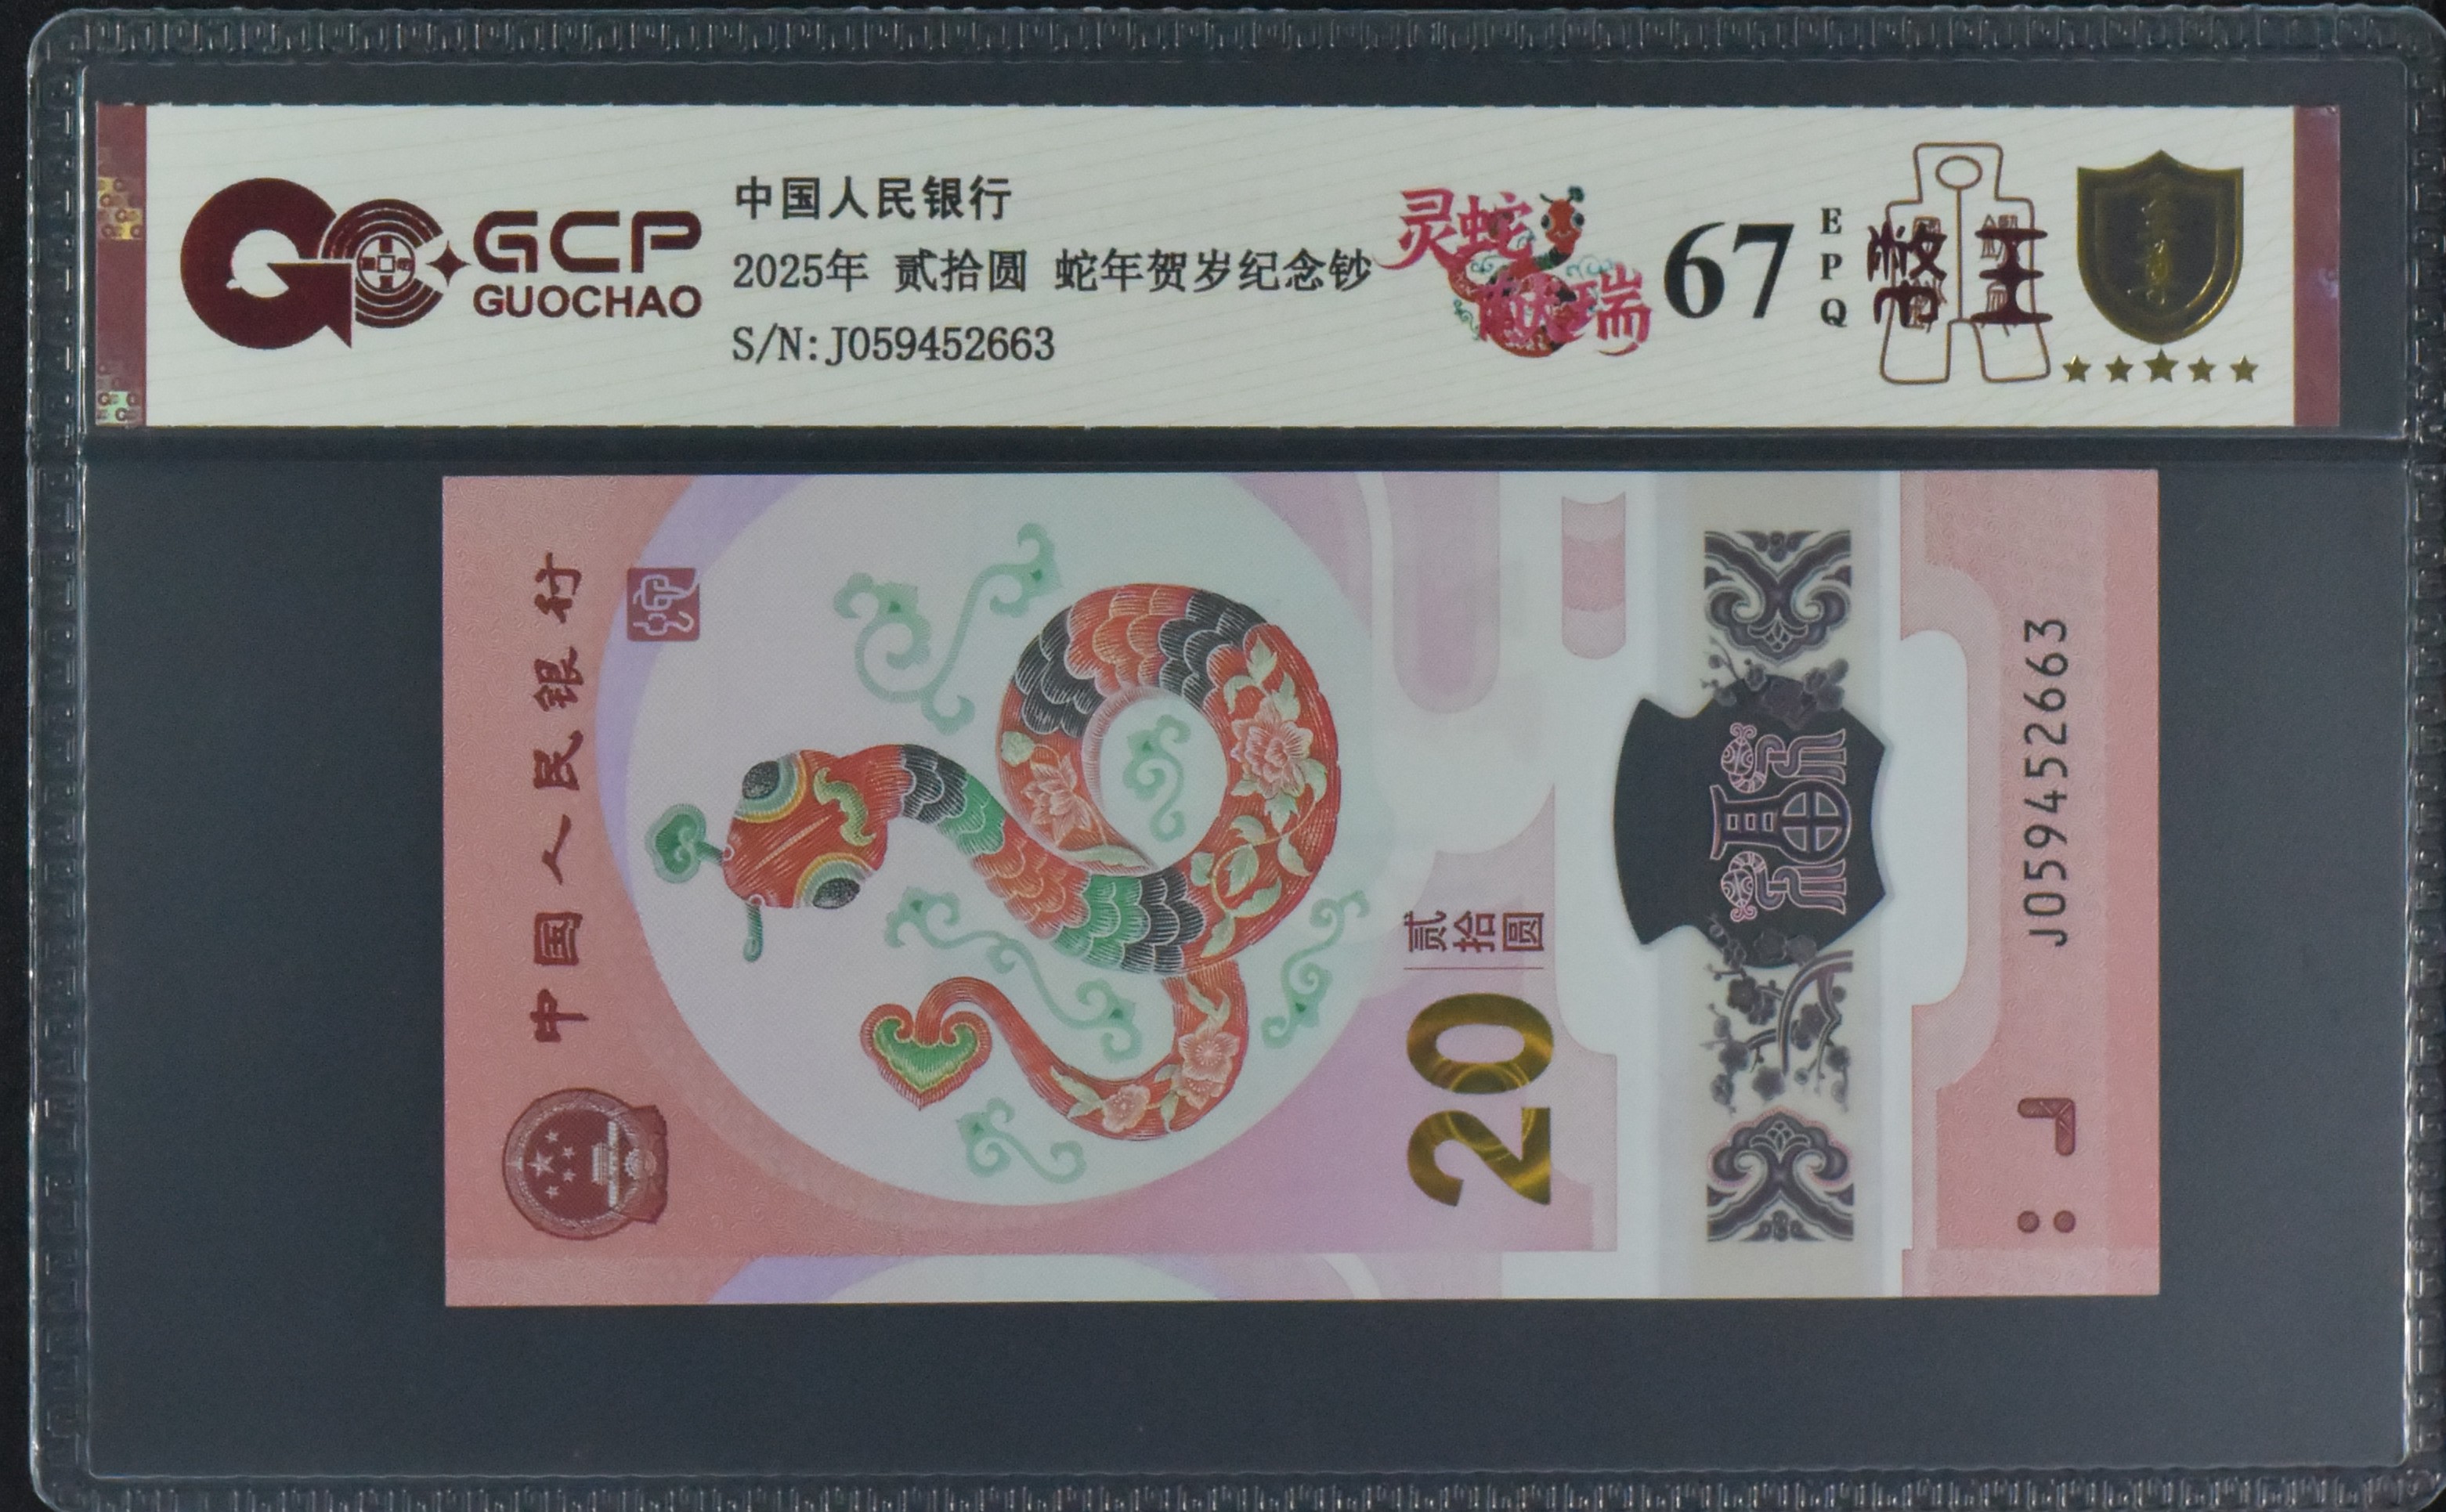 GCP
GUOCHAO
中国人民银行
2025年 贰拾圆 蛇年贺岁纪念钞
S/N:J059452663
灵蛇
献瑞
67
EPQ
中国人民银行
贰拾圆
20
J059452663